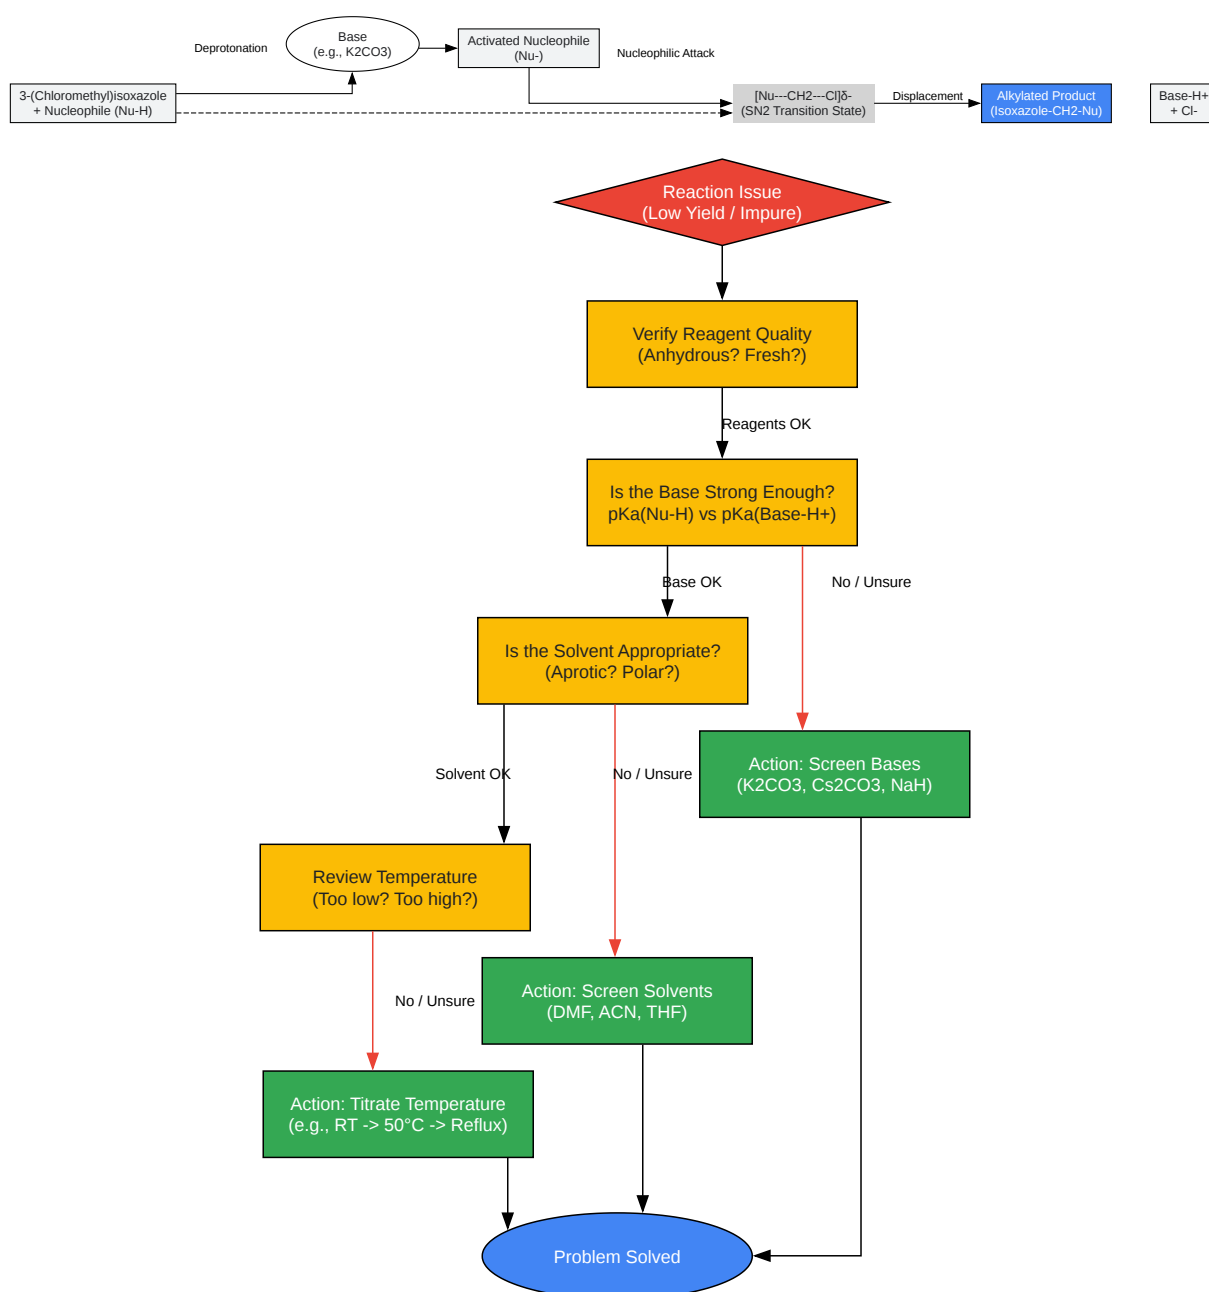 Base
(e.g., K2CO3)
Deprotonation
Activated Nucleophile
(Nu-)
Nucleophilic Attack
3-(Chloromethyl)isoxazole
+ Nucleophile (Nu-H)
[Nu---CH2---Cl]δ-
(SN2 Transition State)
Displacement
Alkylated Product
(Isoxazole-CH2-Nu)
Base-H+
+ Cl-
Reaction Issue
(Low Yield / Impure)
Verify Reagent Quality
(Anhydrous? Fresh?)
Reagents OK
Is the Base Strong Enough?
pKa(Nu-H) vs pKa(Base-H+)
Base OK
No / Unsure
Is the Solvent Appropriate?
(Aprotic? Polar?)
Solvent OK
No / Unsure
Action: Screen Bases
(K2CO3, Cs2CO3, NaH)
Review Temperature
(Too low? Too high?)
No / Unsure
Action: Screen Solvents
(DMF, ACN, THF)
Action: Titrate Temperature
(e.g., RT -> 50°C -> Reflux)
Problem Solved